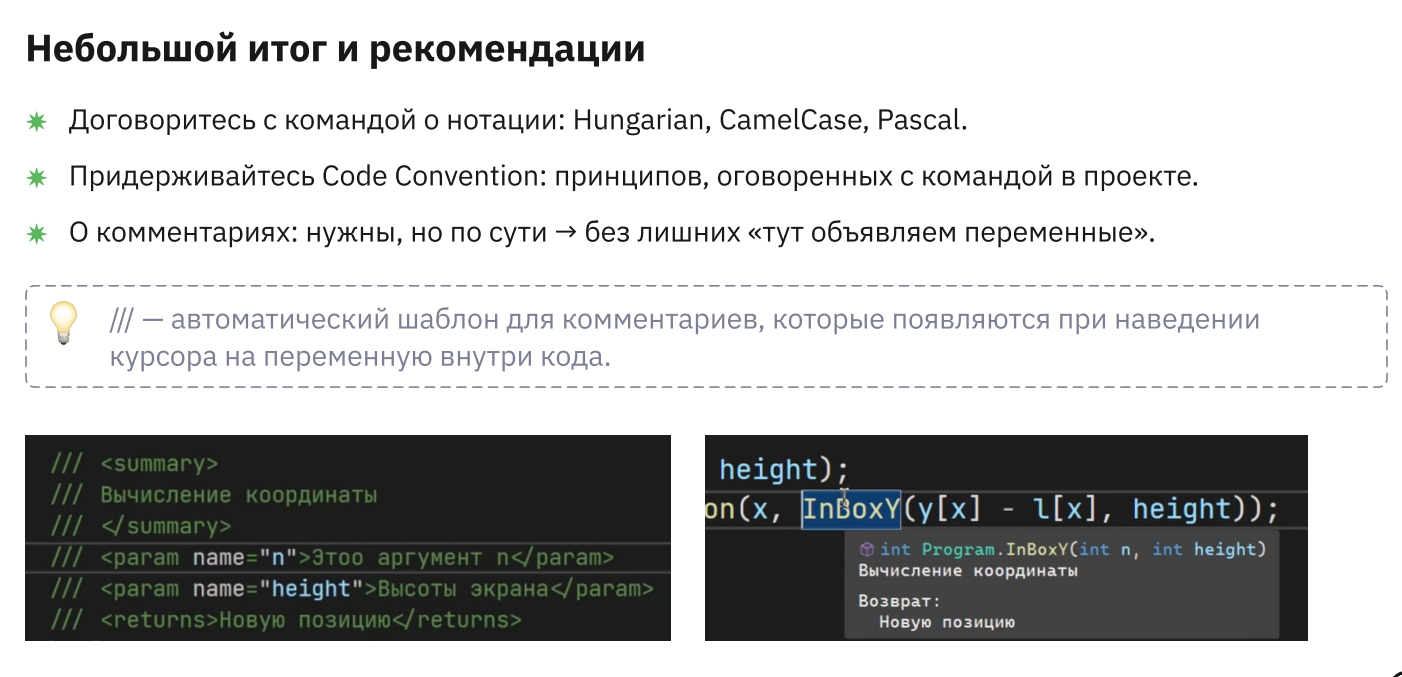 Небольшой итог и рекомендации
Договоритесь с командой о нотации: Hungarian, CamelCase, Pascal.
Придерживайтесь Code Convention: принципов, оговоренных с командой в проекте.
О комментариях: нужны, но по сути → без лишних «тут объявляем переменные».
/// — автоматический шаблон для комментариев, которые появляются при наведении
курсора на переменную внутри кода.
/// <summary>
/// Вычисление координаты
/// </summary>
/// <param name="n">Этоо аргумент n</param>
/// <param name="height">Высоты экрана</param>
/// <returns>Новую позицию</returns>
height);
on(x, InBoxY(y[x] - l[x], height));
int Program.InBoxY(int n, int height)
Вычисление координаты
Возврат:
Новую позицию